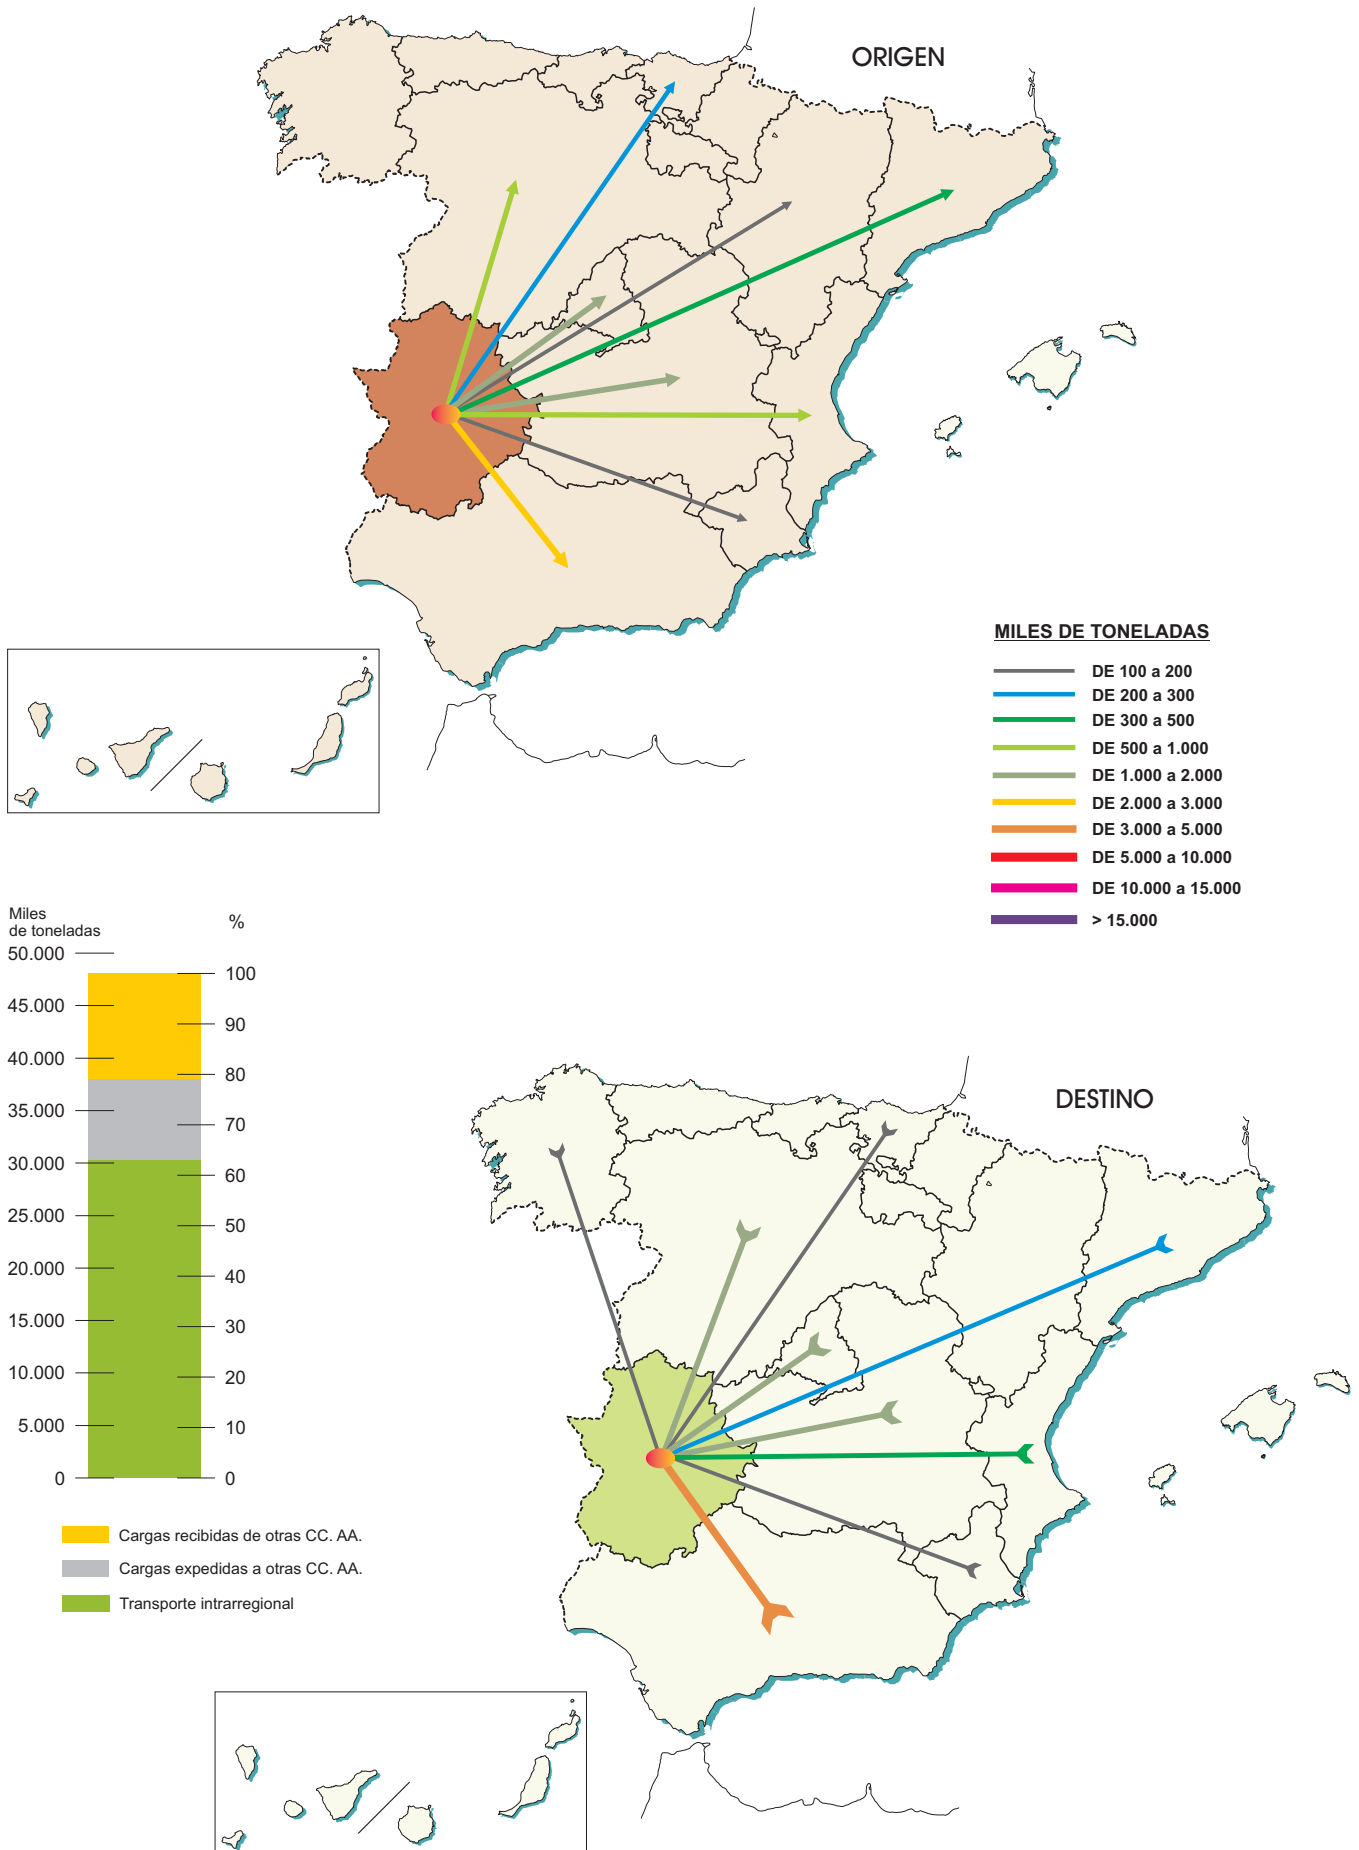 ORIGEN
MILES DE TONELADAS
DE 100 a 200
DE 200 a 300
DE 300 a 500
DE 500 a 1.000
DE 1.000 a 2.000
DE 2.000 a 3.000
DE 3.000 a 5.000
DE 5.000 a 10.000
DE 10.000 a 15.000
> 15.000
Miles
de toneladas
%
50.000
45.000
40.000
35.000
30.000
25.000
20.000
15.000
10.000
5.000
0
100
90
80
70
60
50
40
30
20
10
0
Cargas recibidas de otras CC. AA.
Cargas expedidas a otras CC. AA.
Transporte intrarregional
DESTINO